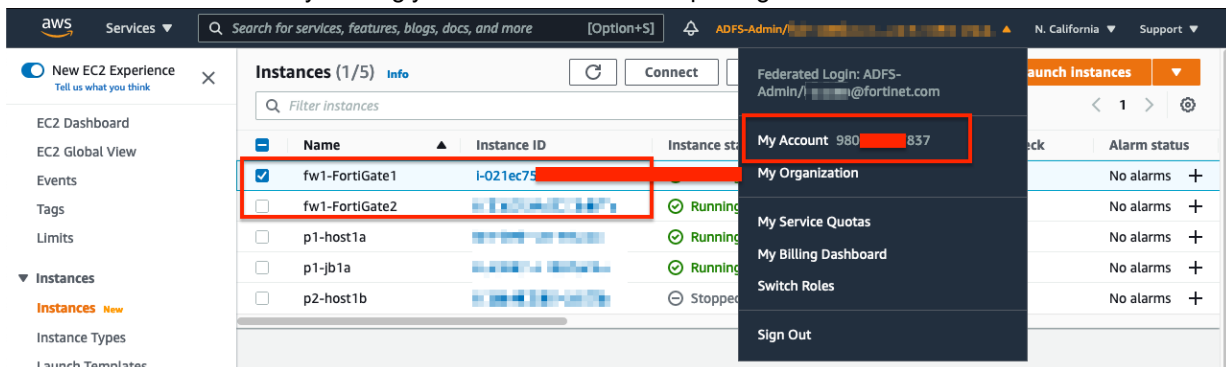 aws Services ▼ Search for services, features, blogs, docs, and more [Option+S] ADFS-Admin/ N. California ▼ Support ▼
New EC2 Experience
Tell us what you think
EC2 Dashboard
EC2 Global View
Events
Tags
Limits
▼ Instances
Instances New
Instance Types
Launch Templates
Instances (1/5) Info
Connect
aunch instances ▼
Filter instances
< 1 >
Name ▲ Instance ID Instance sta eck Alarm status
fw1-FortiGate1 i-021ec75 No alarms +
fw1-FortiGate2 Running No alarms +
p1-host1a Running No alarms +
p1-jb1a Running No alarms +
p2-host1b Stopped No alarms +
Federated Login: ADFS-
Admin/ @fortinet.com
My Account 980 837
My Organization
My Service Quotas
My Billing Dashboard
Switch Roles
Sign Out